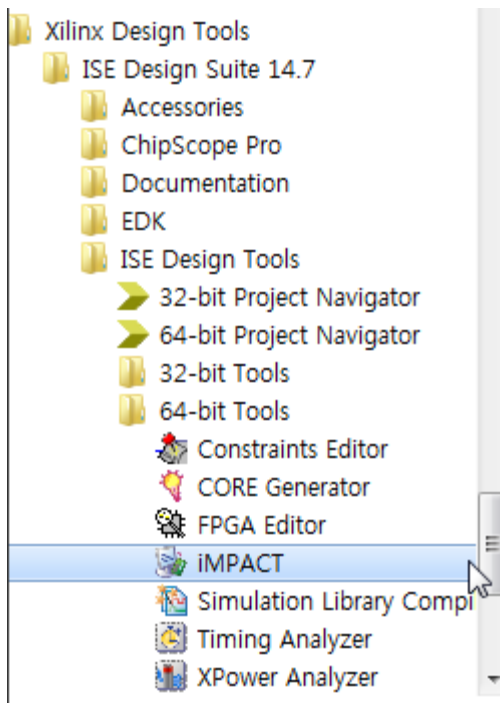 Xilinx Design Tools
ISE Design Suite 14.7
Accessories
ChipScope Pro
Documentation
EDK
ISE Design Tools
32-bit Project Navigator
64-bit Project Navigator
32-bit Tools
64-bit Tools
Constraints Editor
CORE Generator
FPGA Editor
iMPACT
Simulation Library Compi
Timing Analyzer
XPower Analyzer